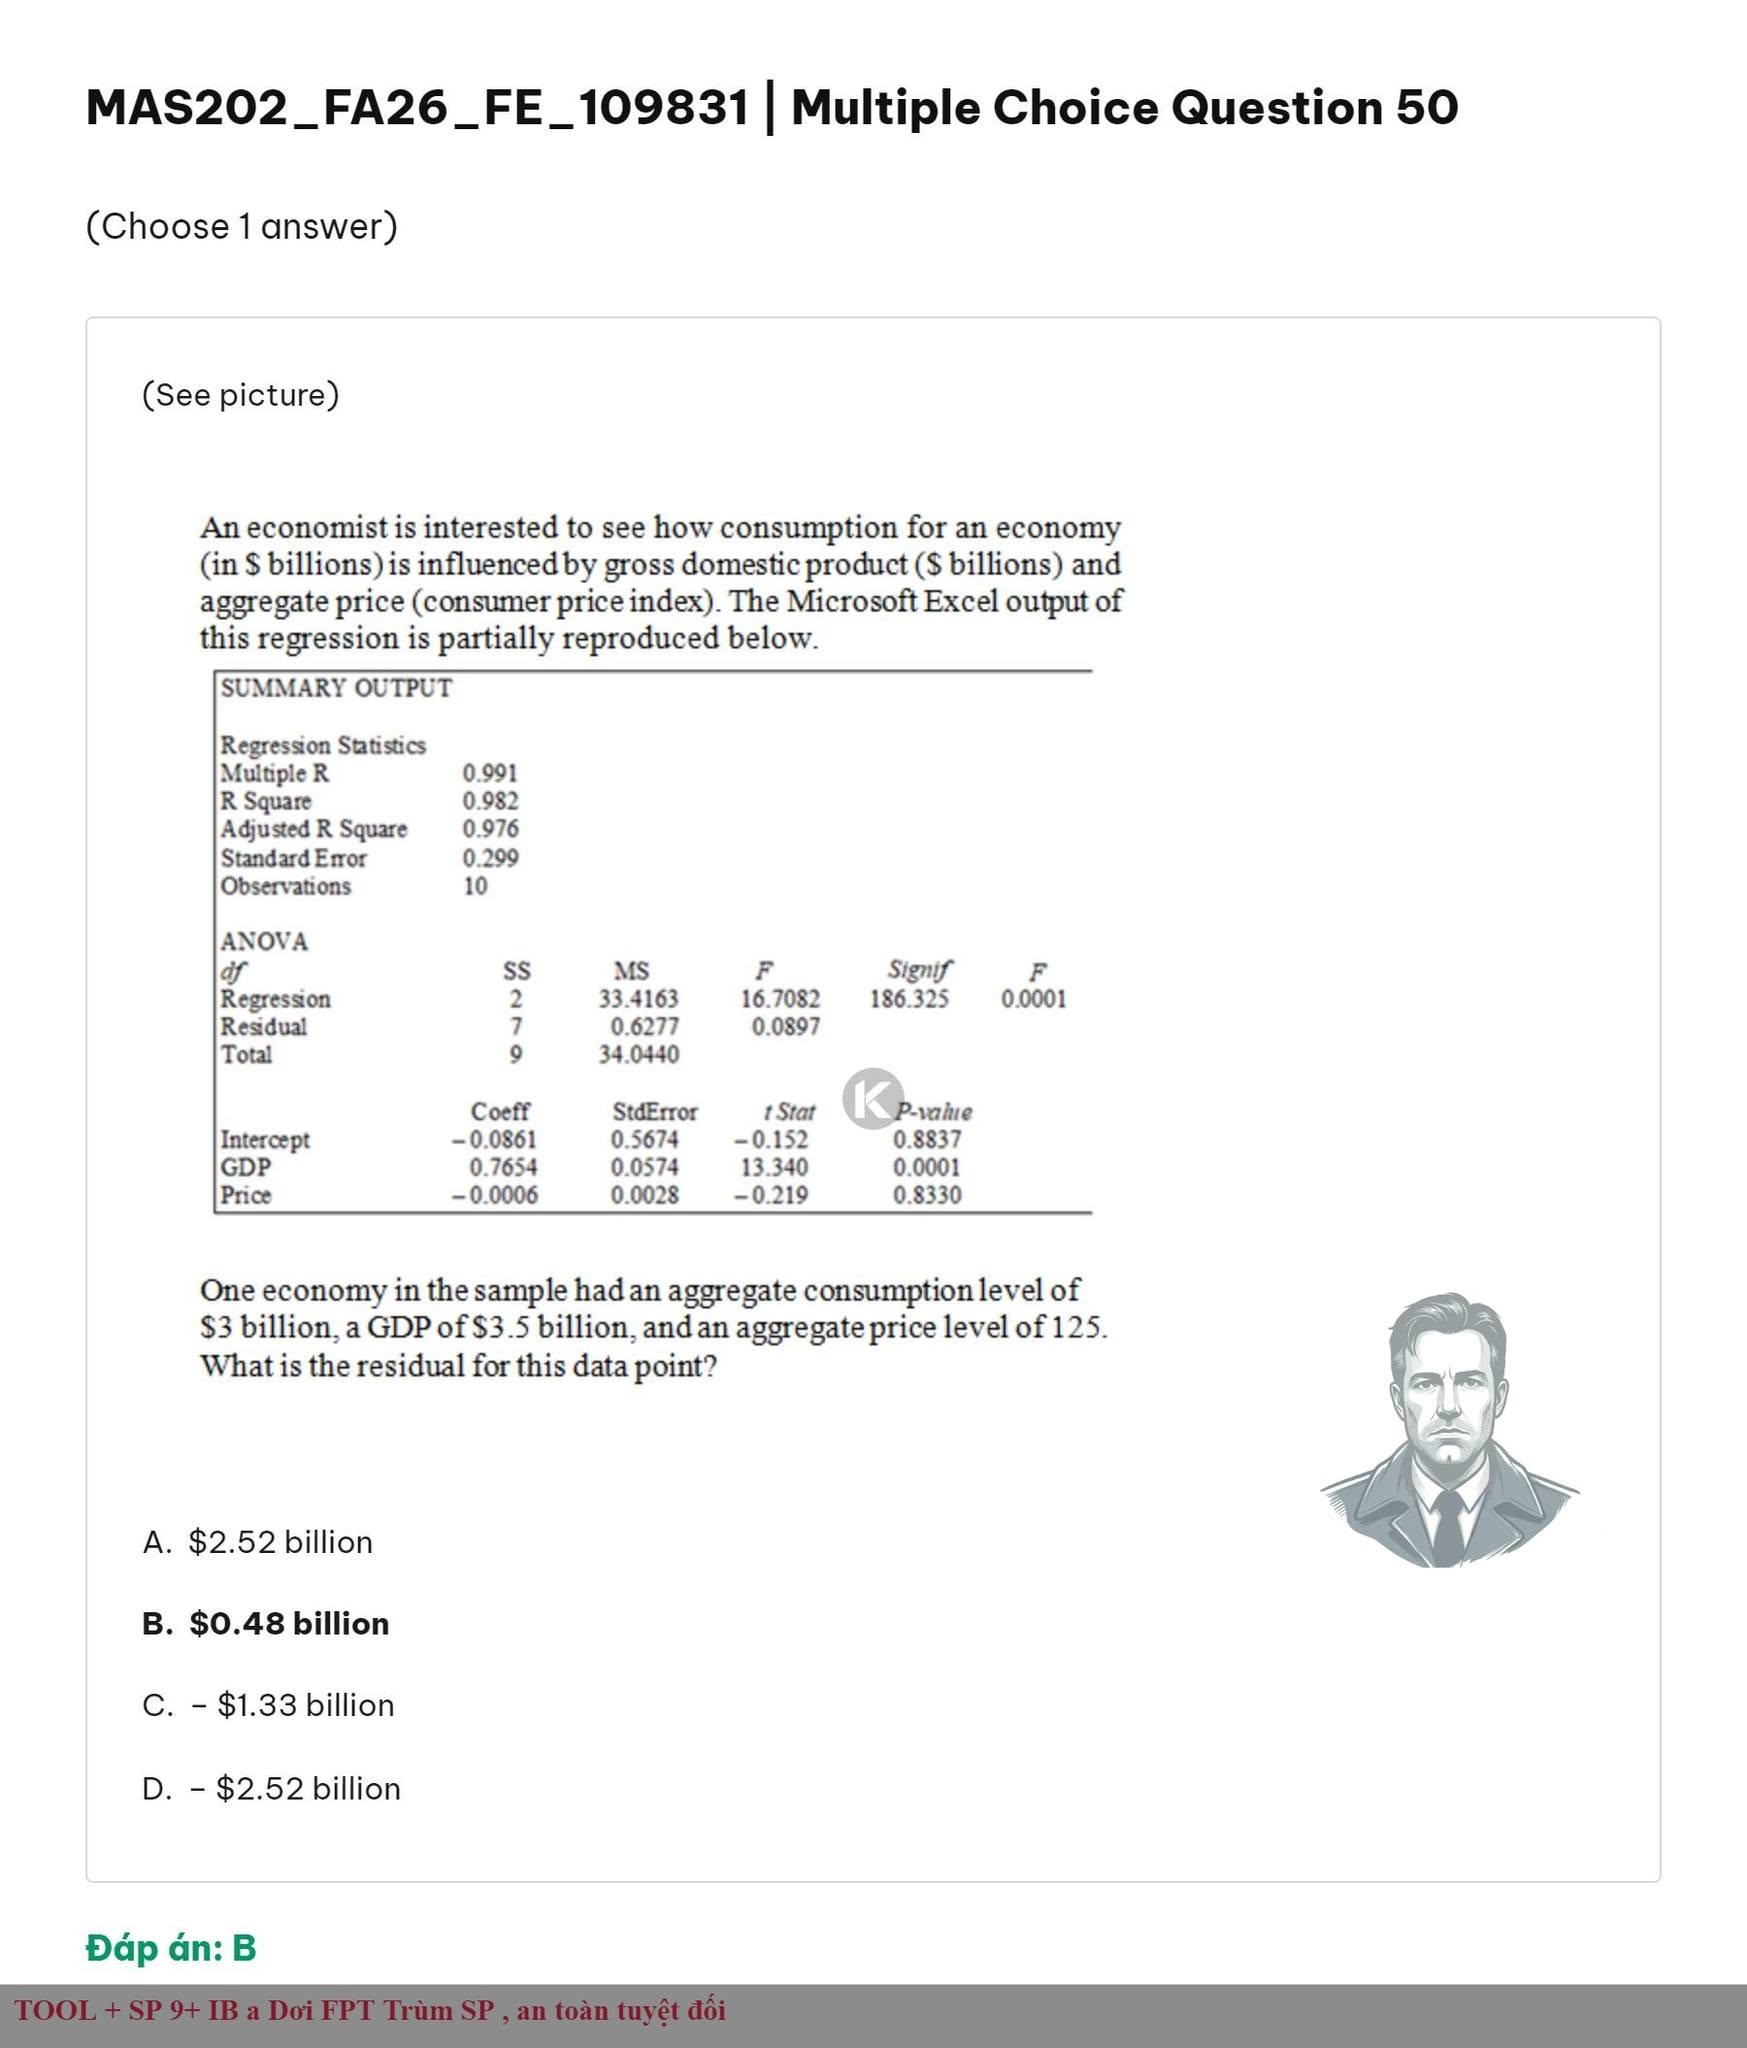 MAS202_FA26_FE_109831 | Multiple Choice Question 50
(Choose 1 answer)
(See picture)
An economist is interested to see how consumption for an economy
(in $ billions) is influenced by gross domestic product ($ billions) and
aggregate price (consumer price index). The Microsoft Excel output of
this regression is partially reproduced below.
SUMMARY OUTPUT
Regression Statistics
Multiple R 0.991
R Square 0.982
Adjusted R Square 0.976
Standard Error 0.299
Observations 10
ANOVA
df SS MS F Signif F
Regression 2 33.4163 16.7082 186.325 0.0001
Residual 7 0.6277 0.0897
Total 9 34.0440
K
Coeff StdError t Stat P-value
Intercept -0.0861 0.5674 -0.152 0.8837
GDP 0.7654 0.0574 13.340 0.0001
Price -0.0006 0.0028 -0.219 0.8330
One economy in the sample had an aggregate consumption level of
$3 billion, a GDP of $3.5 billion, and an aggregate price level of 125.
What is the residual for this data point?
A. $2.52 billion
B. $0.48 billion
C. - $1.33 billion
D. - $2.52 billion
Đáp án: B
TOOL + SP 9+ IB a Dơi FPT Trùm SP , an toàn tuyệt đối